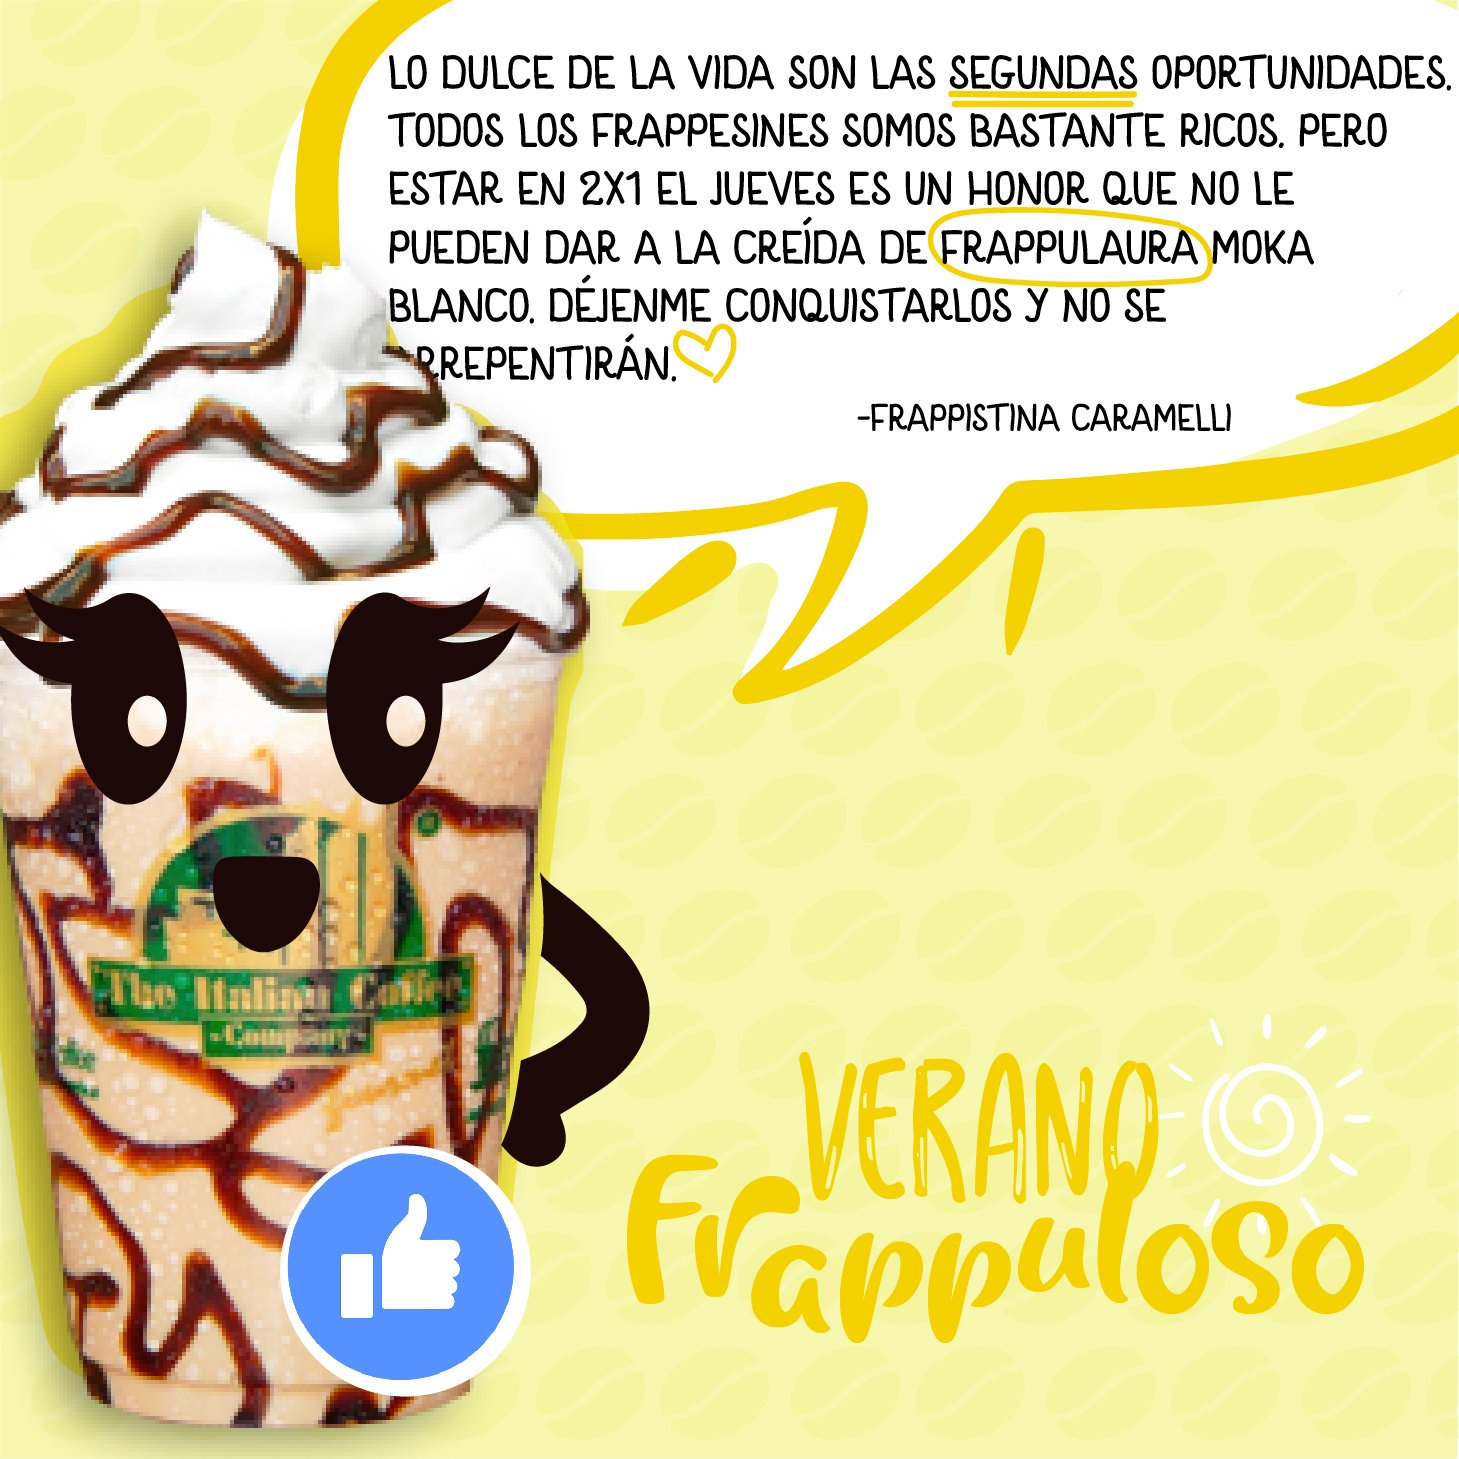 LO DULCE DE LA VIDA SON LAS SEGUNDAS OPORTUNIDADES.
TODOS LOS FRAPPESINES SOMOS BASTANTE RICOS. PERO
ESTAR EN 2X1 EL JUEVES ES UN HONOR QUE NO LE
PUEDEN DAR A LA CREÍDA DE FRAPPULAURA MOKA
BLANCO. DÉJENME CONQUISTARLOS Y NO SE
ARREPENTIRÁN.
-FRAPPISTINA CARAMELLI
The Italian Coffee
Company
VERANO
Frappuloso